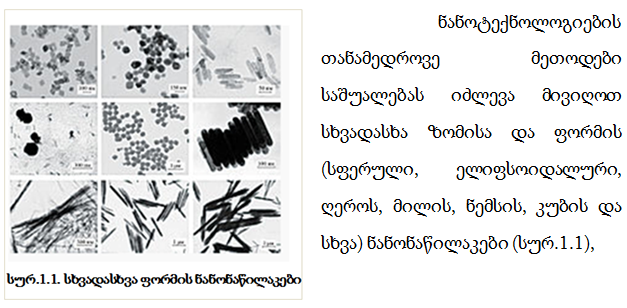 ნანოტექნოლოგიების
თანამედროვე მეთოდები
საშუალებას იძლევა მივიღოთ
სხვადასხა ზომისა და ფორმის
(სფერული, ელიფსოიდალური,
ღეროს, მილის, ნემსის, კუბის და
სხვა) ნანონაწილაკები (სურ.1.1),
სურ.1.1. სხვადასხვა ფორმის ნანონაწილაკები